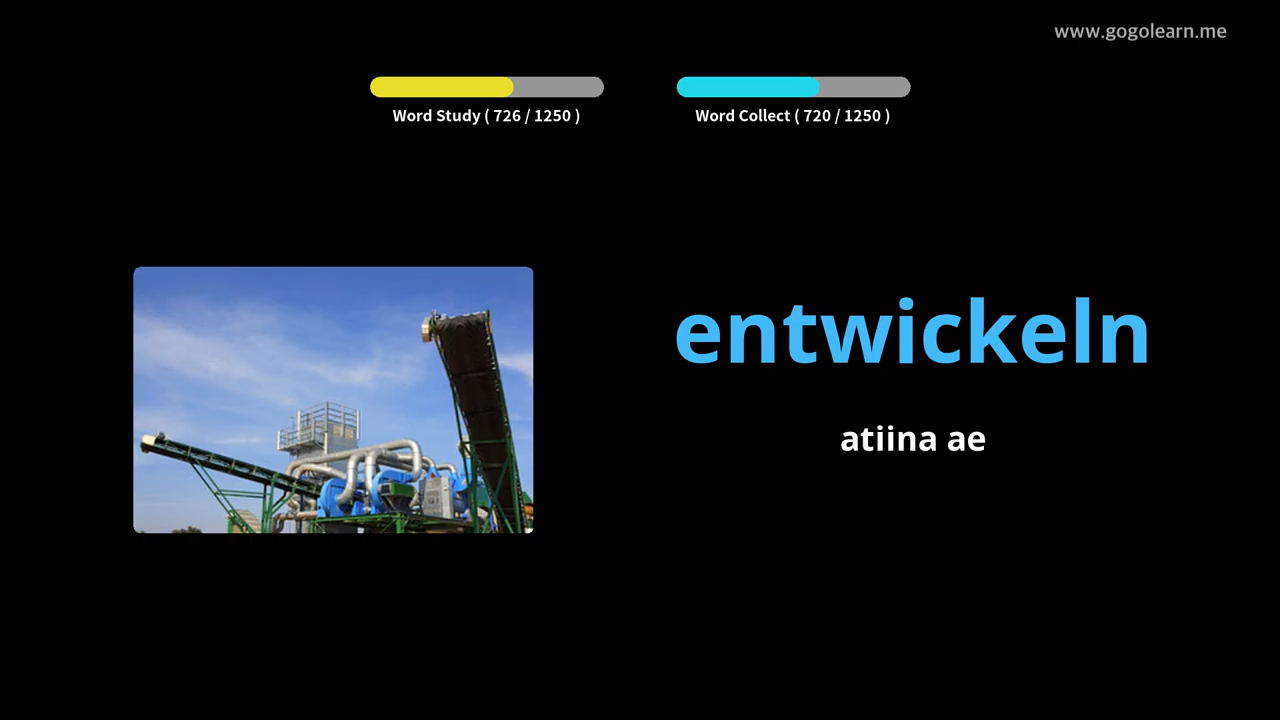 www.gogolearn.me
Word Study ( 726 / 1250 )
Word Collect ( 720 / 1250 )
entwickeln
atiina ae